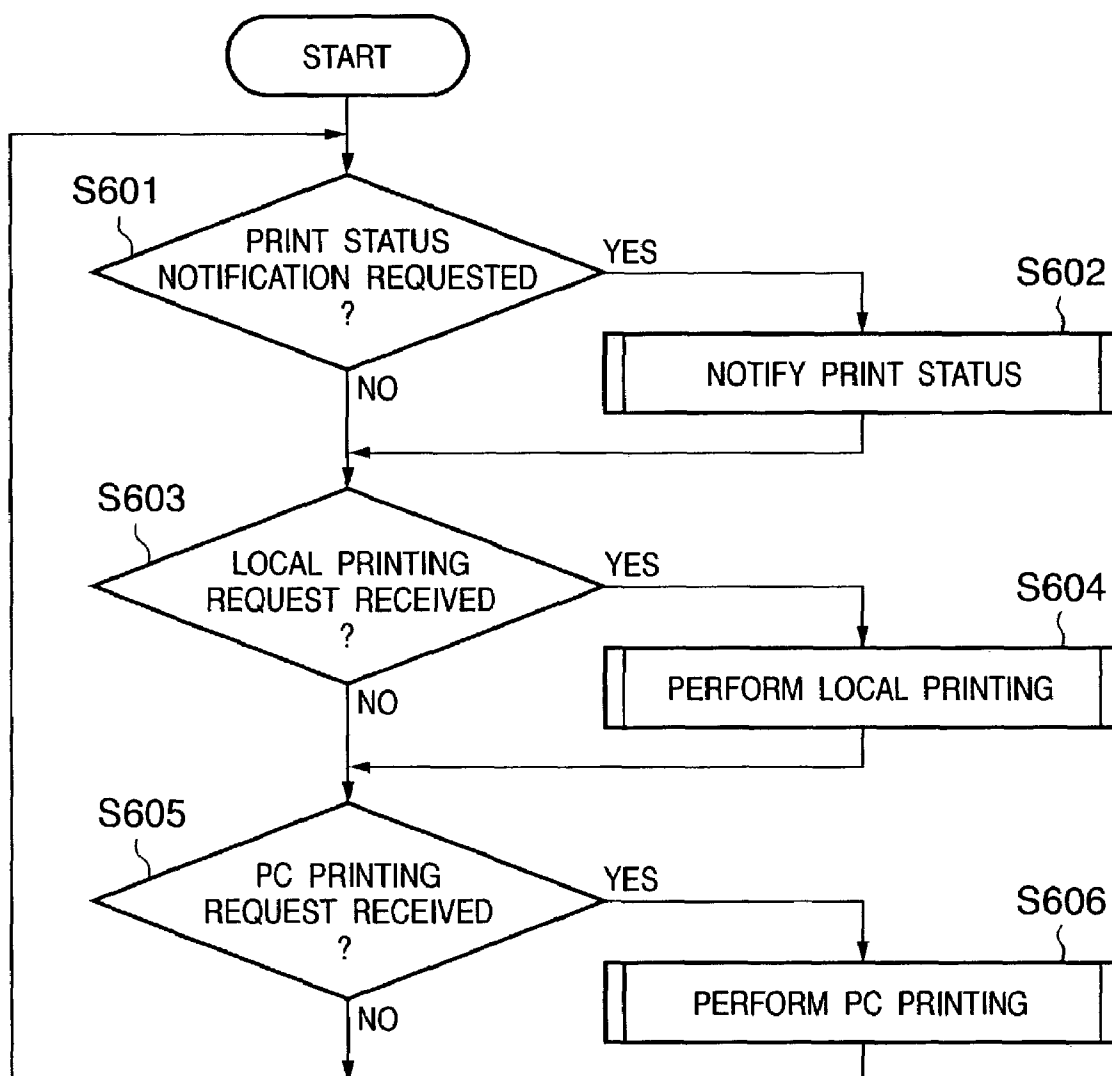 START
S601
PRINT STATUS
NOTIFICATION REQUESTED
?
YES
S602
NOTIFY PRINT STATUS
NO
S603
LOCAL PRINTING
REQUEST RECEIVED
?
YES
S604
PERFORM LOCAL PRINTING
NO
S605
PC PRINTING
REQUEST RECEIVED
?
YES
S606
PERFORM PC PRINTING
NO